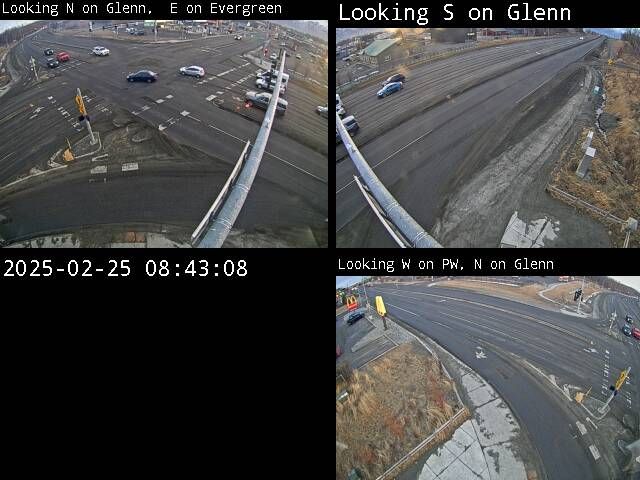 Looking N on Glenn,  E on Evergreen
Looking S on Glenn
2025-02-25 08:43:08
Looking W on PW, N on Glenn